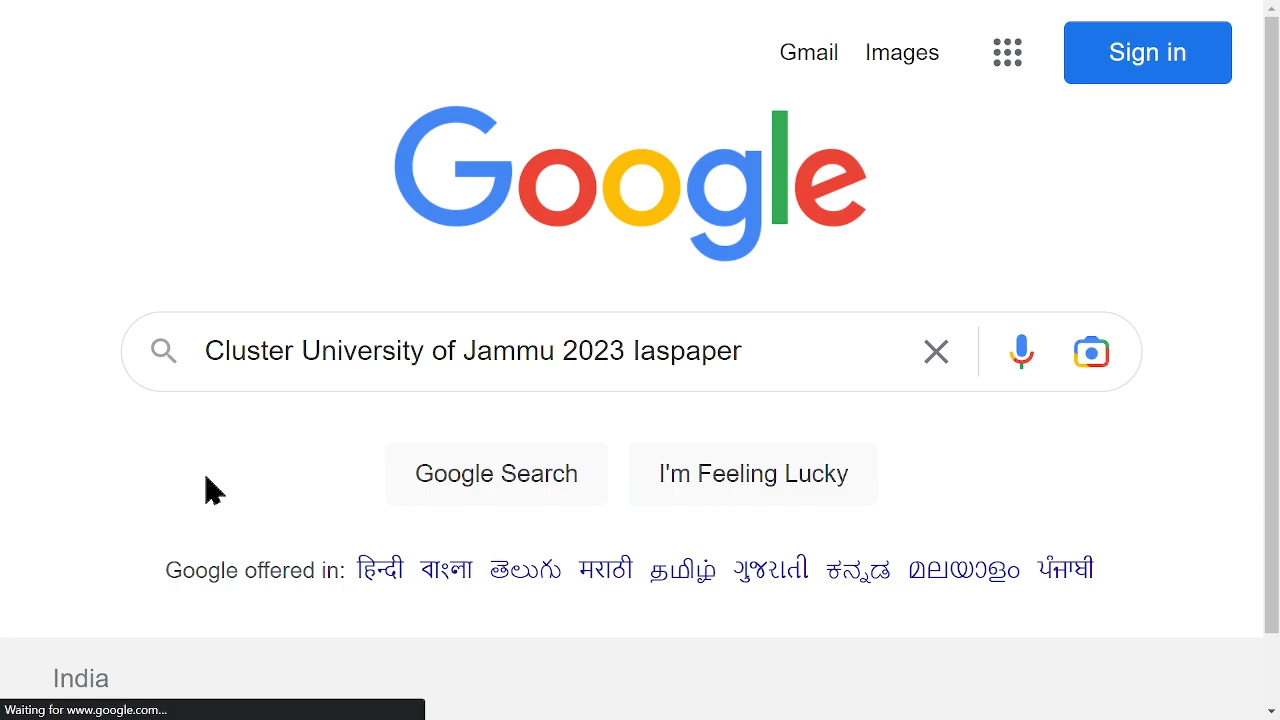 Gmail Images Sign in
Google
Cluster University of Jammu 2023 Iaspaper
Google Search I'm Feeling Lucky
Google offered in: हिन्दी বাংলা తెలుగు मराठी தமிழ் ગુજરાતી ಕನ್ನಡ മലയാളം ਪੰਜਾਬੀ
India
Waiting for www.google.com...